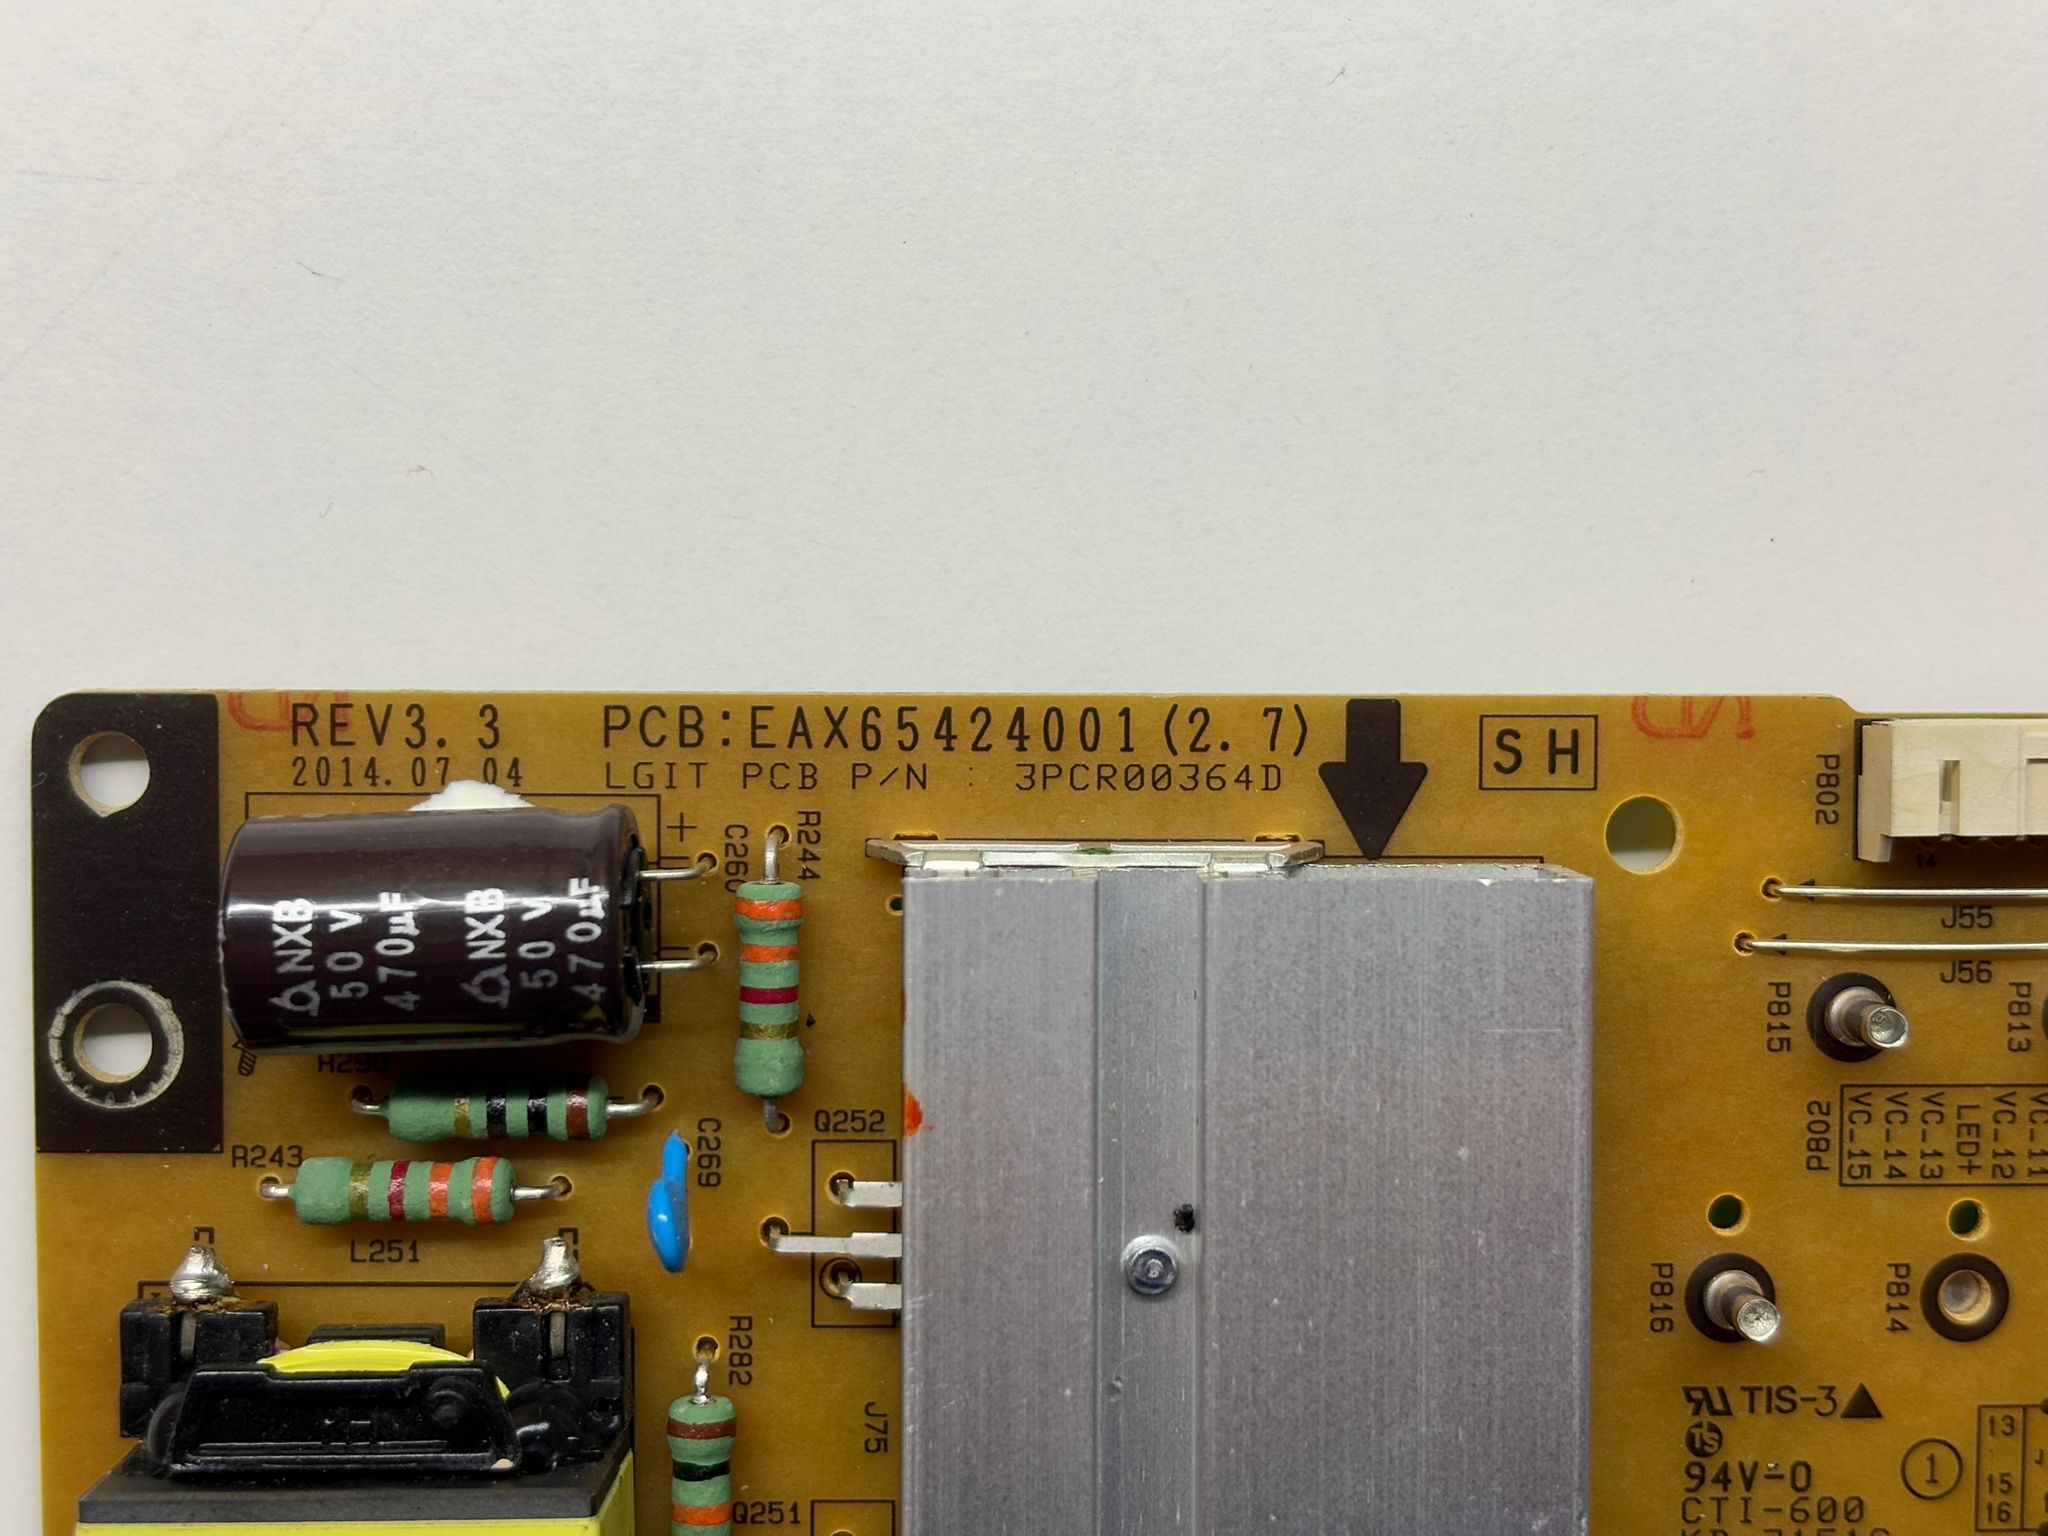 REV3.3 PCB:EAX65424001(2.7)
2014.07 04 LGIT PCB P/N : 3PCR00364D
SH
P802
+
C260
R244
NXB
50 V
470µF
NXB
50 V
470µF
J55
J56
P815
P813
R290
C269
Q252
R243
L251
P802
VC_15
VC_14
VC_13
LED+
VC_12
VC_11
P816
P814
R282
J75
Q251
TIS-3
94V-0
CTI-600
1
13
15
16